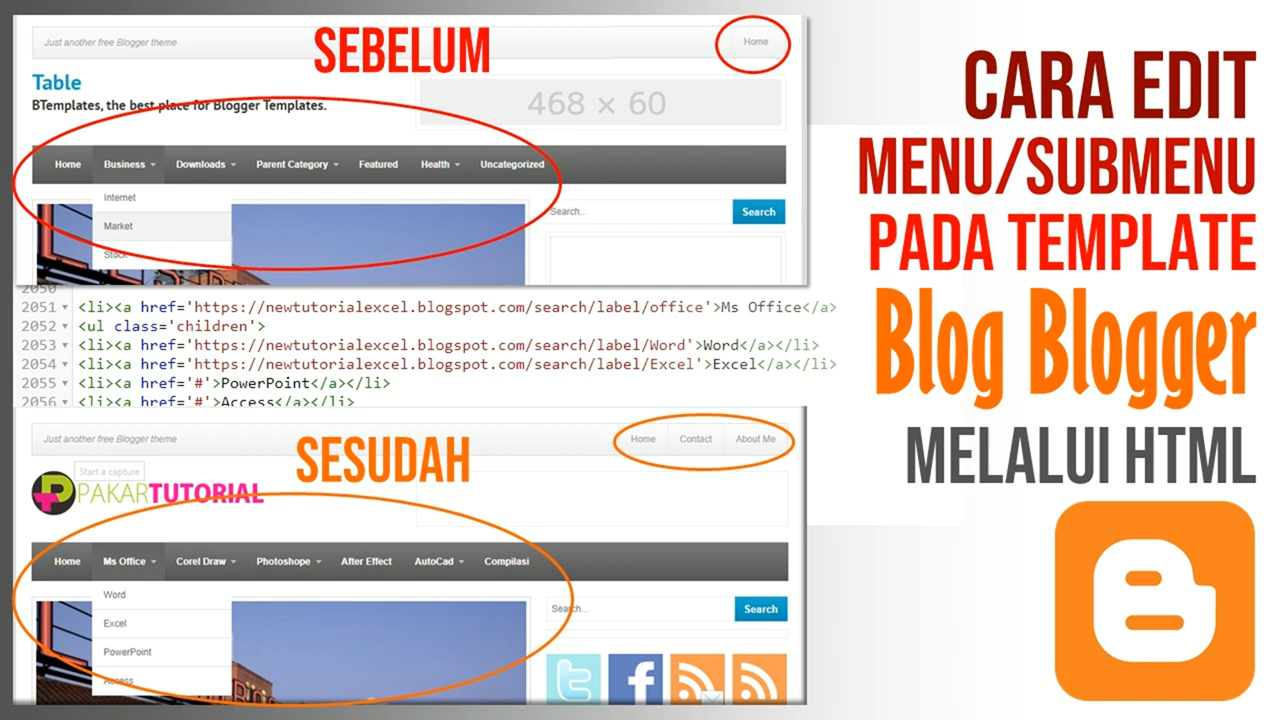 Just another free Blogger theme
Home
SEBELUM
Table
BTemplates, the best place for Blogger Templates.
468 × 60
Home Business Downloads Parent Category Featured Health Uncategorized
Internet
Market
Stock
Search...
Search
2050
2051 <li><a href='https://newtutorialexcel.blogspot.com/search/label/office'>Ms Office</a>
2052 <ul class='children'>
2053 <li><a href='https://newtutorialexcel.blogspot.com/search/label/Word'>Word</a></li>
2054 <li><a href='https://newtutorialexcel.blogspot.com/search/label/Excel'>Excel</a></li>
2055 <li><a href='#'>PowerPoint</a></li>
2056 <li><a href='#'>Access</a></li>
Just another free Blogger theme
Home Contact About Me
SESUDAH
Start a capture
PAKARTUTORIAL
Home Ms Office Corel Draw Photoshope After Effect AutoCad Compilasi
Word
Excel
PowerPoint
Access
Search...
Search
CARA EDIT
MENU/SUBMENU
PADA TEMPLATE
Blog Blogger
MELALUI HTML